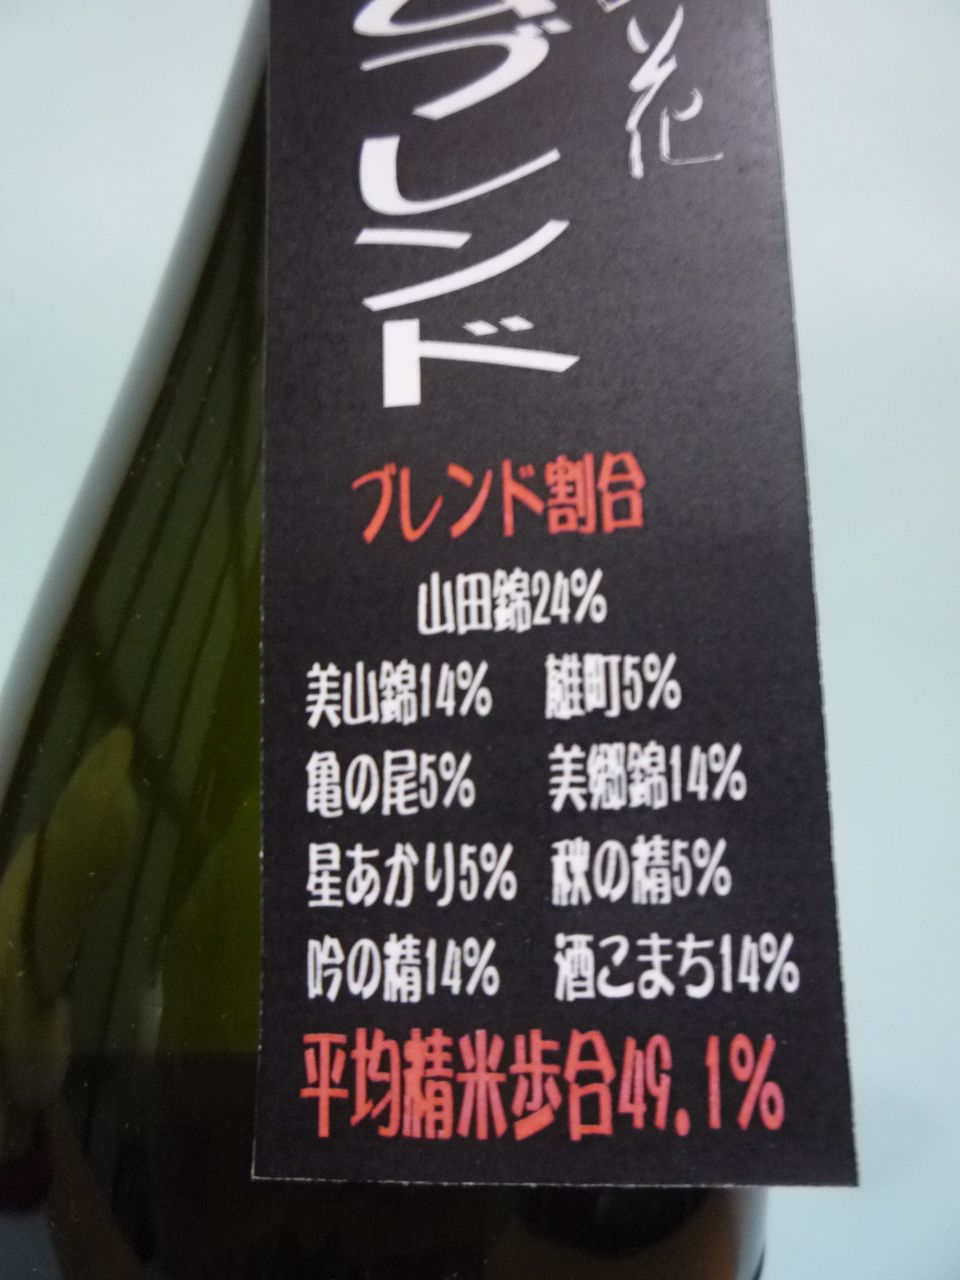 花
ブレンド
ブレンド割合
山田錦24%
美山錦14% 雄町5%
亀の尾5% 美郷錦14%
星あかり5% 秋の精5%
吟の精14% 酒こまち14%
平均精米歩合49.1%